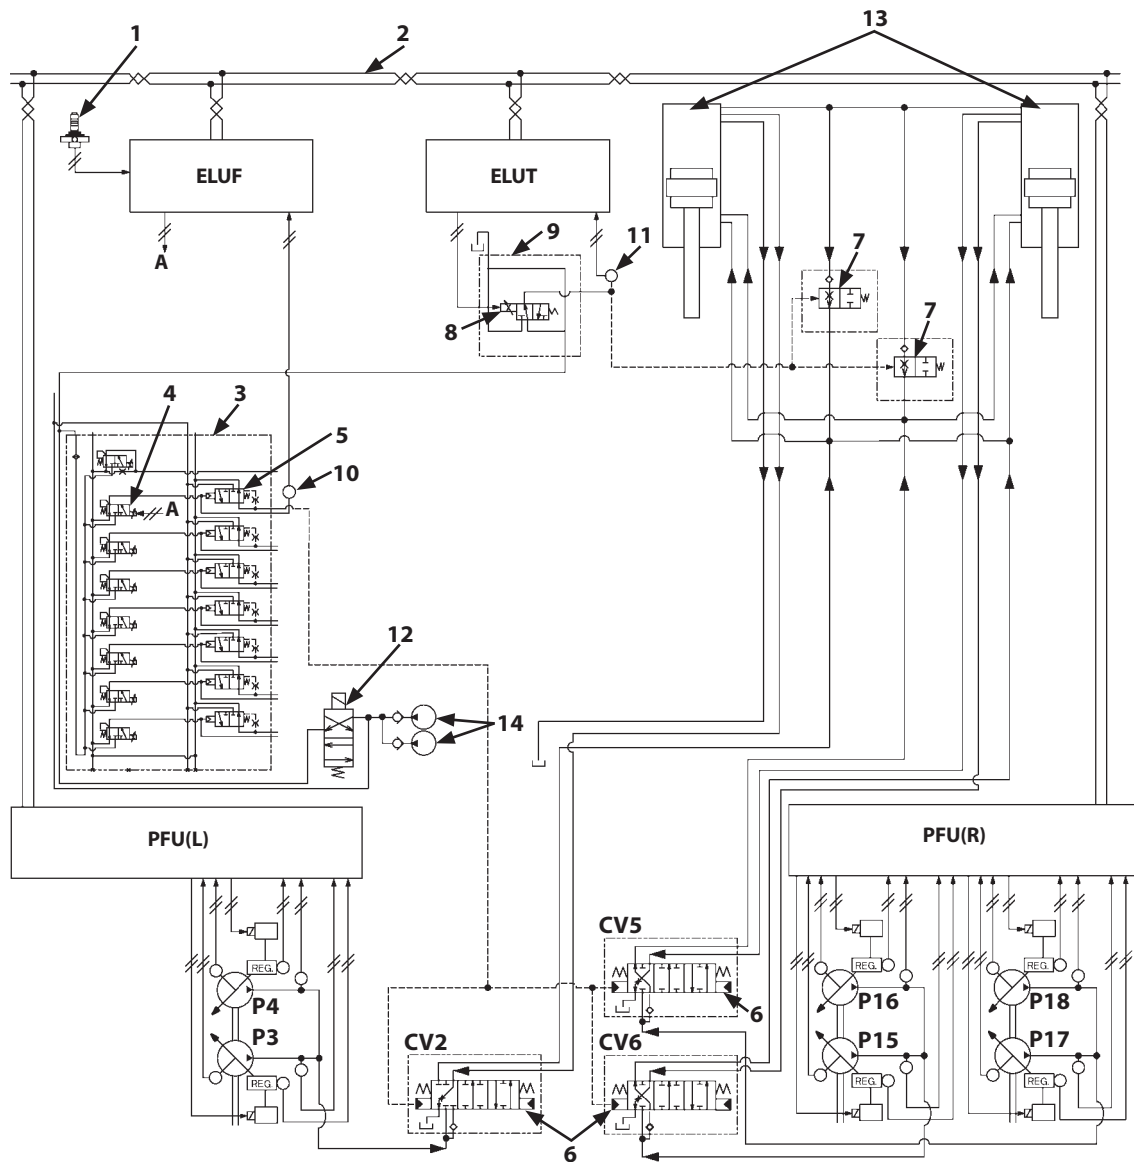 1
2
13
ELUF
ELUT
A
9
11
8
7
7
4
3
5
10
A
12
14
PFU(L)
PFU(R)
REG.
P4
P3
REG.
CV5
6
CV2
CV6
6
REG.
REG.
P16
P18
P15
P17
REG.
REG.